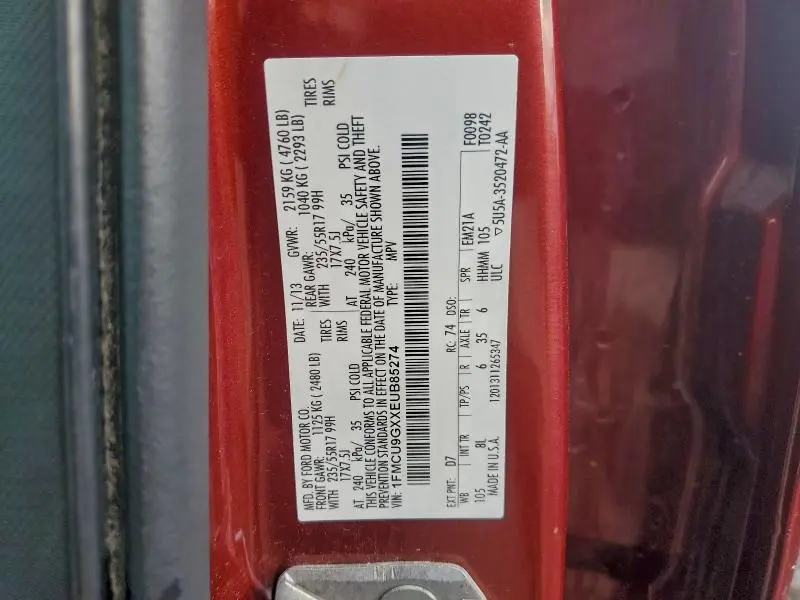 MFD. BY FORD MOTOR CO. DATE: 11/13 GVWR: 2159 KG ( 4760 LB)
FRONT GAWR: 1125 KG ( 2480 LB) REAR GAWR: 1040 KG ( 2293 LB)
235/55R17 99H TIRES WITH 235/55R17 99H TIRES
17X7.5J RIMS 17X7.5J RIMS
AT 240 kPa/ 35 PSI COLD AT 240 kPa/ 35 PSI COLD
THIS VEHICLE CONFORMS TO ALL APPLICABLE FEDERAL MOTOR VEHICLE SAFETY AND THEFT
PREVENTION STANDARDS IN EFFECT ON THE DATE OF MANUFACTURE SHOWN ABOVE.
VIN: 1FMCU9GXXEUB85274 TYPE: MPV
EXT PNT: D7 RC: 74 DSO: EM21A F0098
WB INT TR TP/PS R AXLE TR SPR T0242
105 8L 6 35 6 HHMM 105
MADE IN U.S.A. 12013111265347 ULC ▽5U5A-3520472-AA